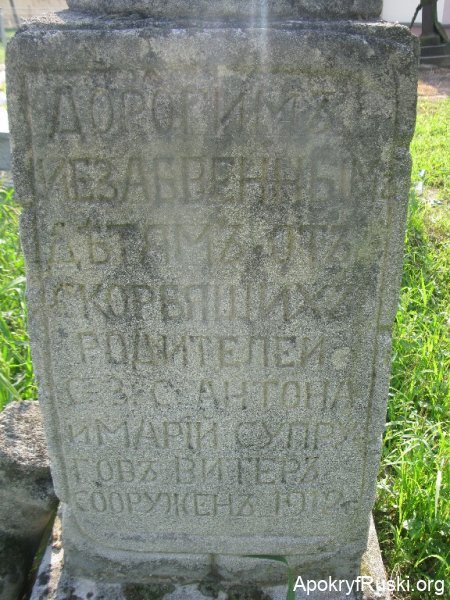 ДОРОГИМЪ
НЕЗАБВЕННЫМ
ДѢТЯМЪ ОТЪ
СКОРБЯЩИХЪ
РОДИТЕЛЕЙ
С. З. С. АНТОНА
И МАРІИ СУПРУ
ГОВЪ ВИТЕРЪ
СООРУЖЕНЪ 1912 г
ApokryfRuski.org